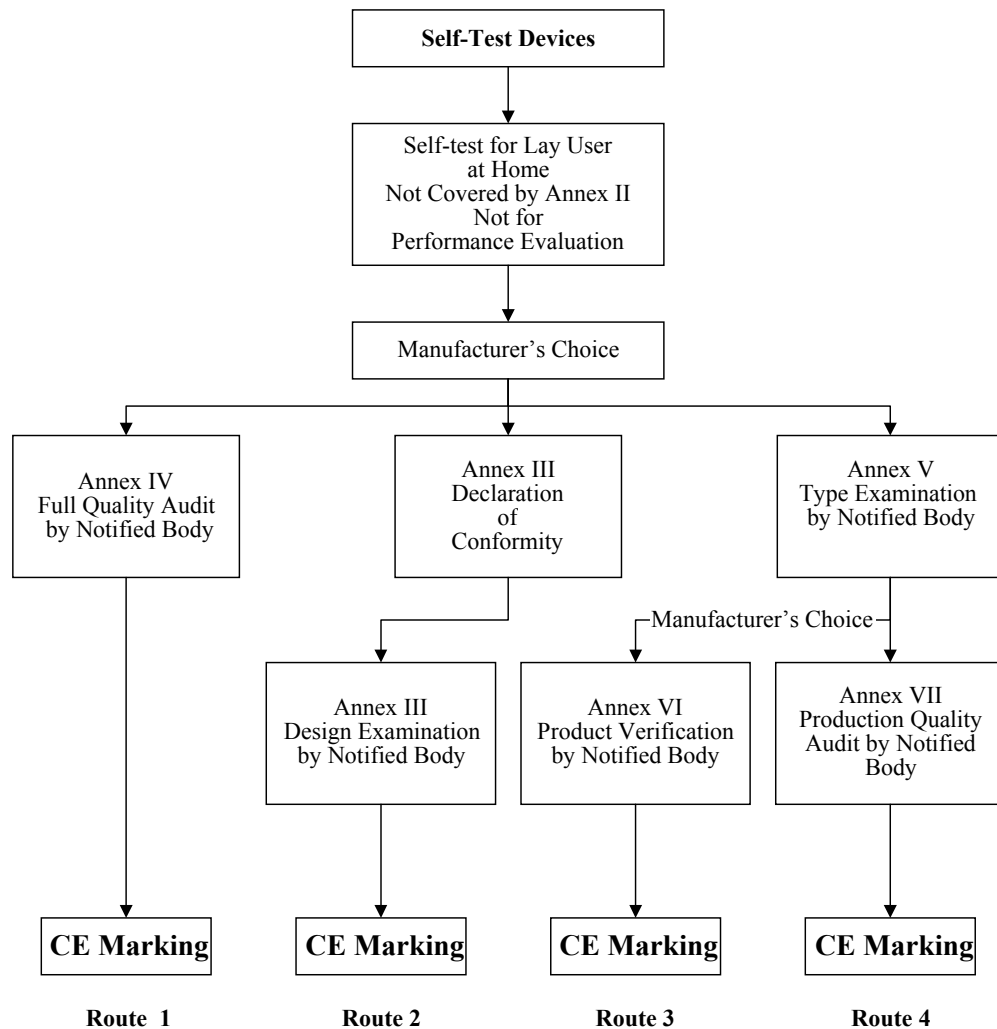 Self-Test Devices
Self-test for Lay User
at Home
Not Covered by Annex II
Not for
Performance Evaluation
Manufacturer’s Choice
Annex IV
Full Quality Audit
by Notified Body
Annex III
Declaration
of
Conformity
Annex V
Type Examination
by Notified Body
Manufacturer’s Choice
Annex III
Design Examination
by Notified Body
Annex VI
Product Verification
by Notified Body
Annex VII
Production Quality
Audit by Notified
Body
CE Marking
CE Marking
CE Marking
CE Marking
Route 1
Route 2
Route 3
Route 4